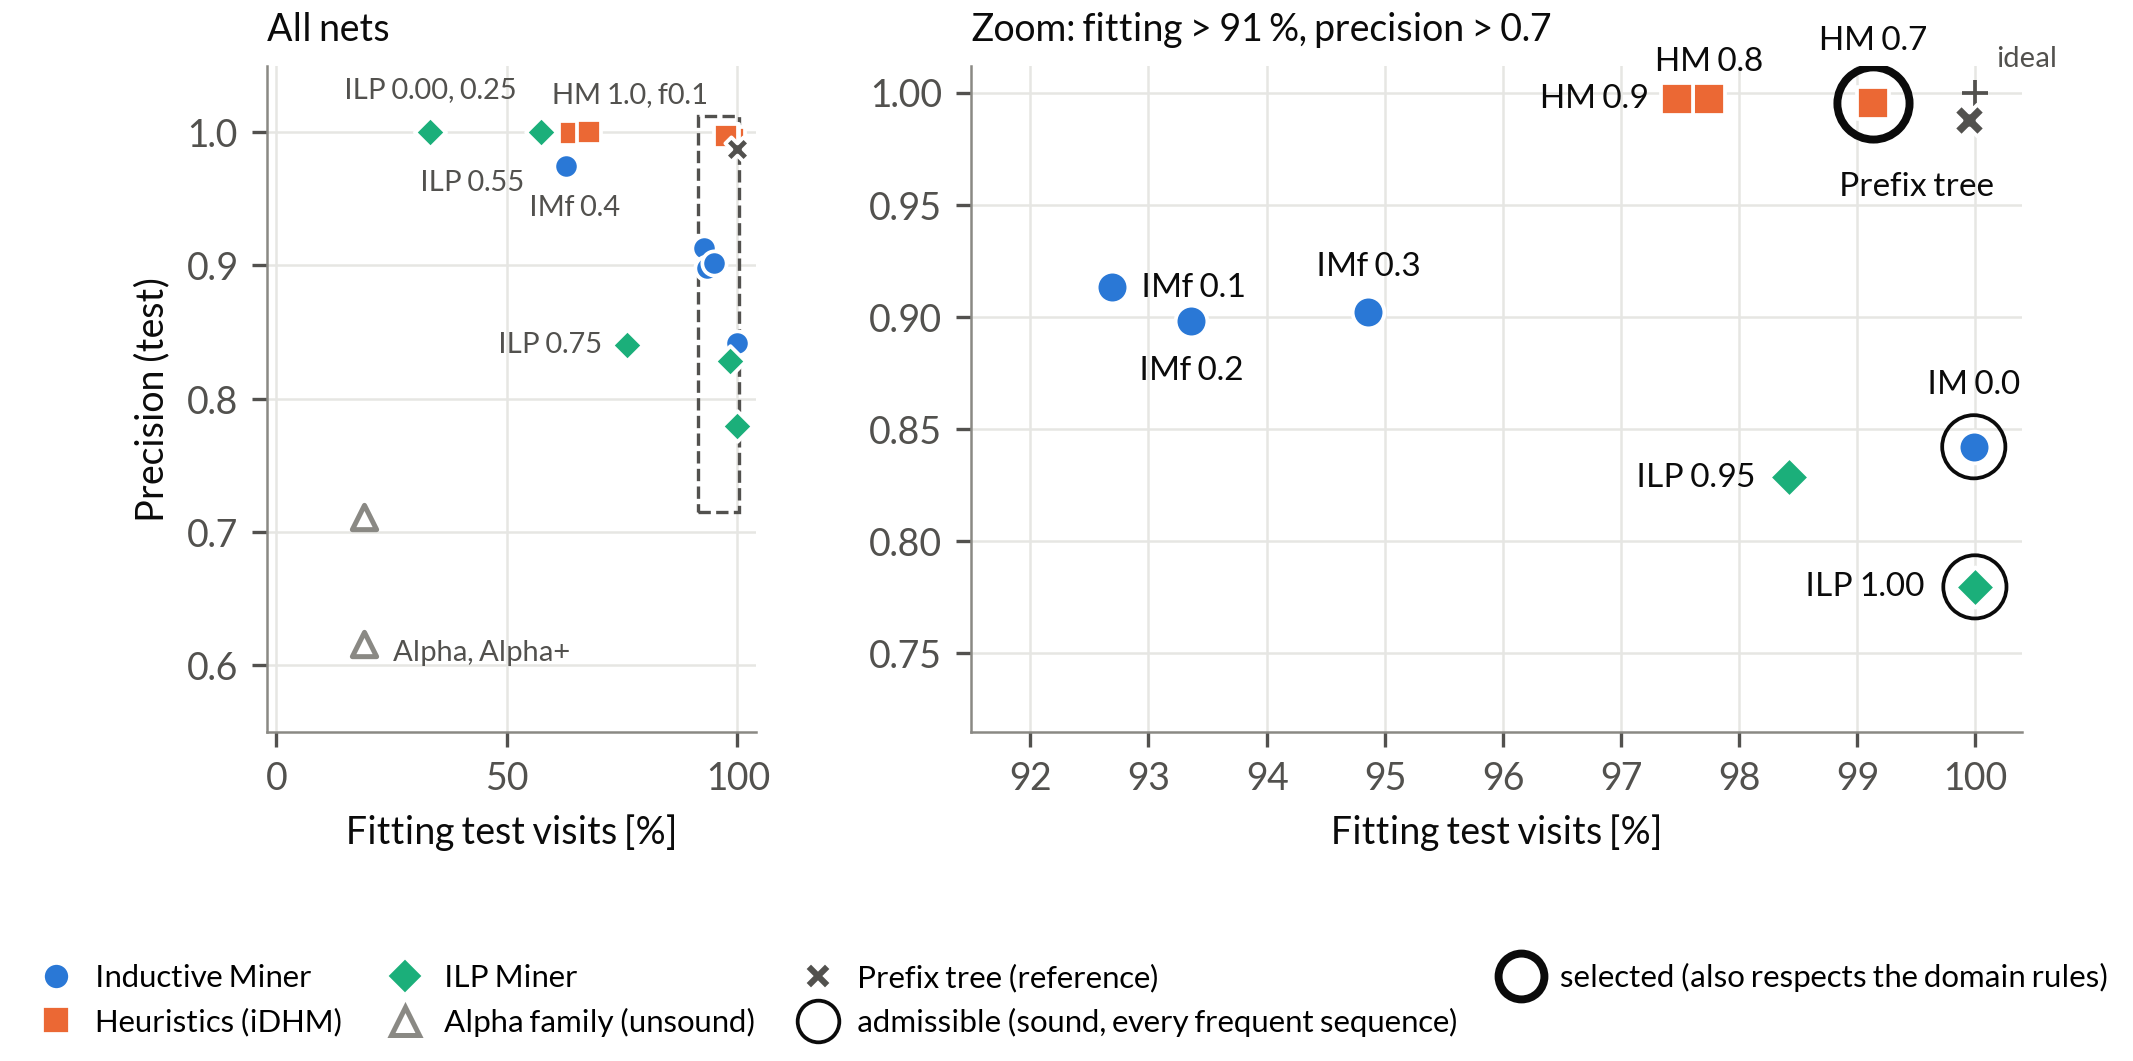 All nets
ILP 0.00, 0.25
HM 1.0, f0.1
ILP 0.55
IMf 0.4
ILP 0.75
Alpha, Alpha+
1.0
0.9
0.8
0.7
0.6
Precision (test)
0
50
100
Fitting test visits [%]
Zoom: fitting > 91 %, precision > 0.7
HM 0.7
HM 0.8
ideal
HM 0.9
Prefix tree
IMf 0.3
IMf 0.1
IMf 0.2
IM 0.0
ILP 0.95
ILP 1.00
1.00
0.95
0.90
0.85
0.80
0.75
92
93
94
95
96
97
98
99
100
Fitting test visits [%]
Inductive Miner
Heuristics (iDHM)
ILP Miner
Alpha family (unsound)
Prefix tree (reference)
admissible (sound, every frequent sequence)
selected (also respects the domain rules)